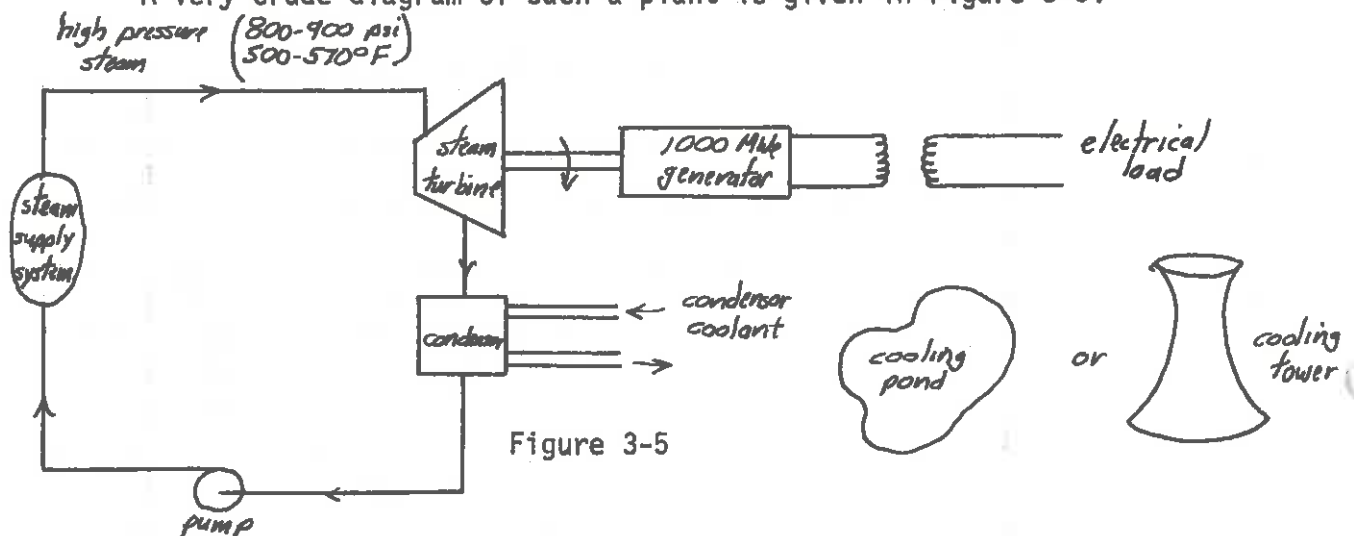 A very crude diagram of such a plant is given in Figure 3-5.
high pressure
steam
(800-900 psi
500-570°F)
steam
turbine
1000 MWe
generator
electrical
load
steam
supply
system
condensor
coolant
cooling
pond
or
cooling
tower
Figure 3-5
pump